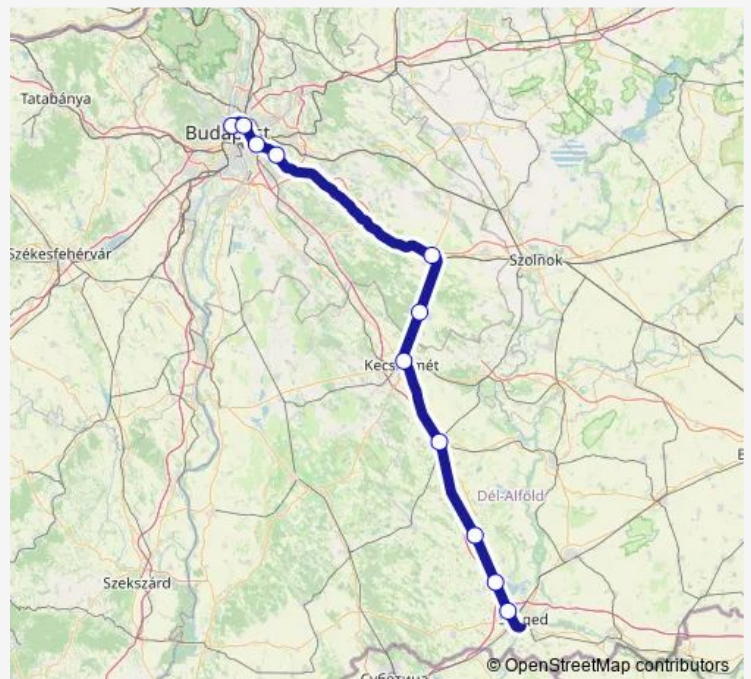 Tatabánya
Budapest
Székesfehérvár
Szolnok
Kecskemét
Dél-Alföld
Szekszárd
Szeged
© OpenStreetMap contributors